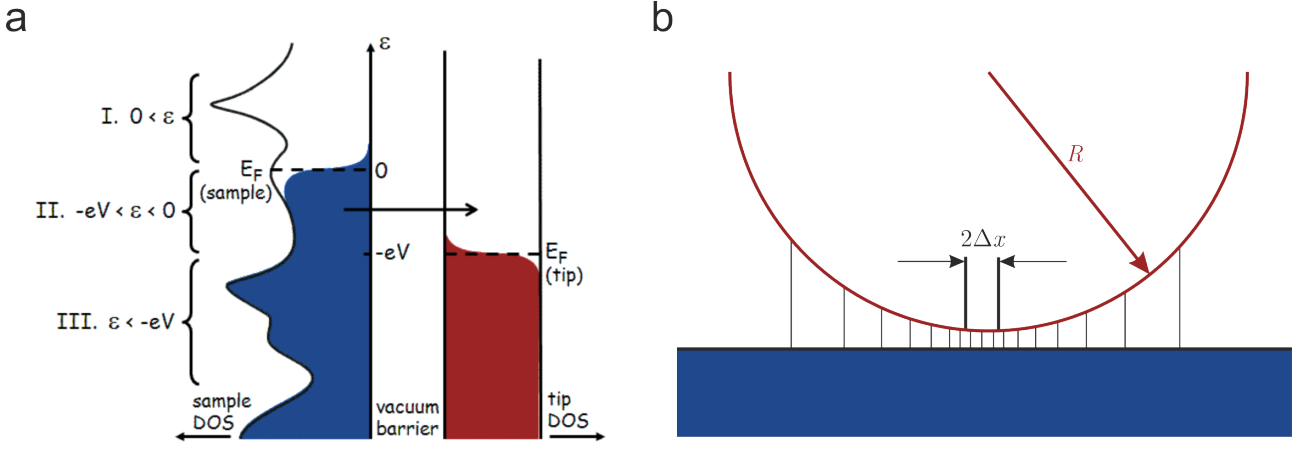 a
ε
I. 0 < ε
E_F
(sample)
0
II. -eV < ε < 0
-eV
E_F
(tip)
III. ε < -eV
sample
DOS
vacuum
barrier
tip
DOS
b
R
2Δx